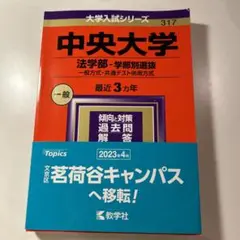 大学入試シリーズ
317
中央大学
法学部-学部別選抜
一般方式・共通テスト併用方式
最近3カ年
一般
傾向と対策
過去問
解答
Topics
2023年4月
文京区
茗荷谷キャンパス
へ移転!
教学社